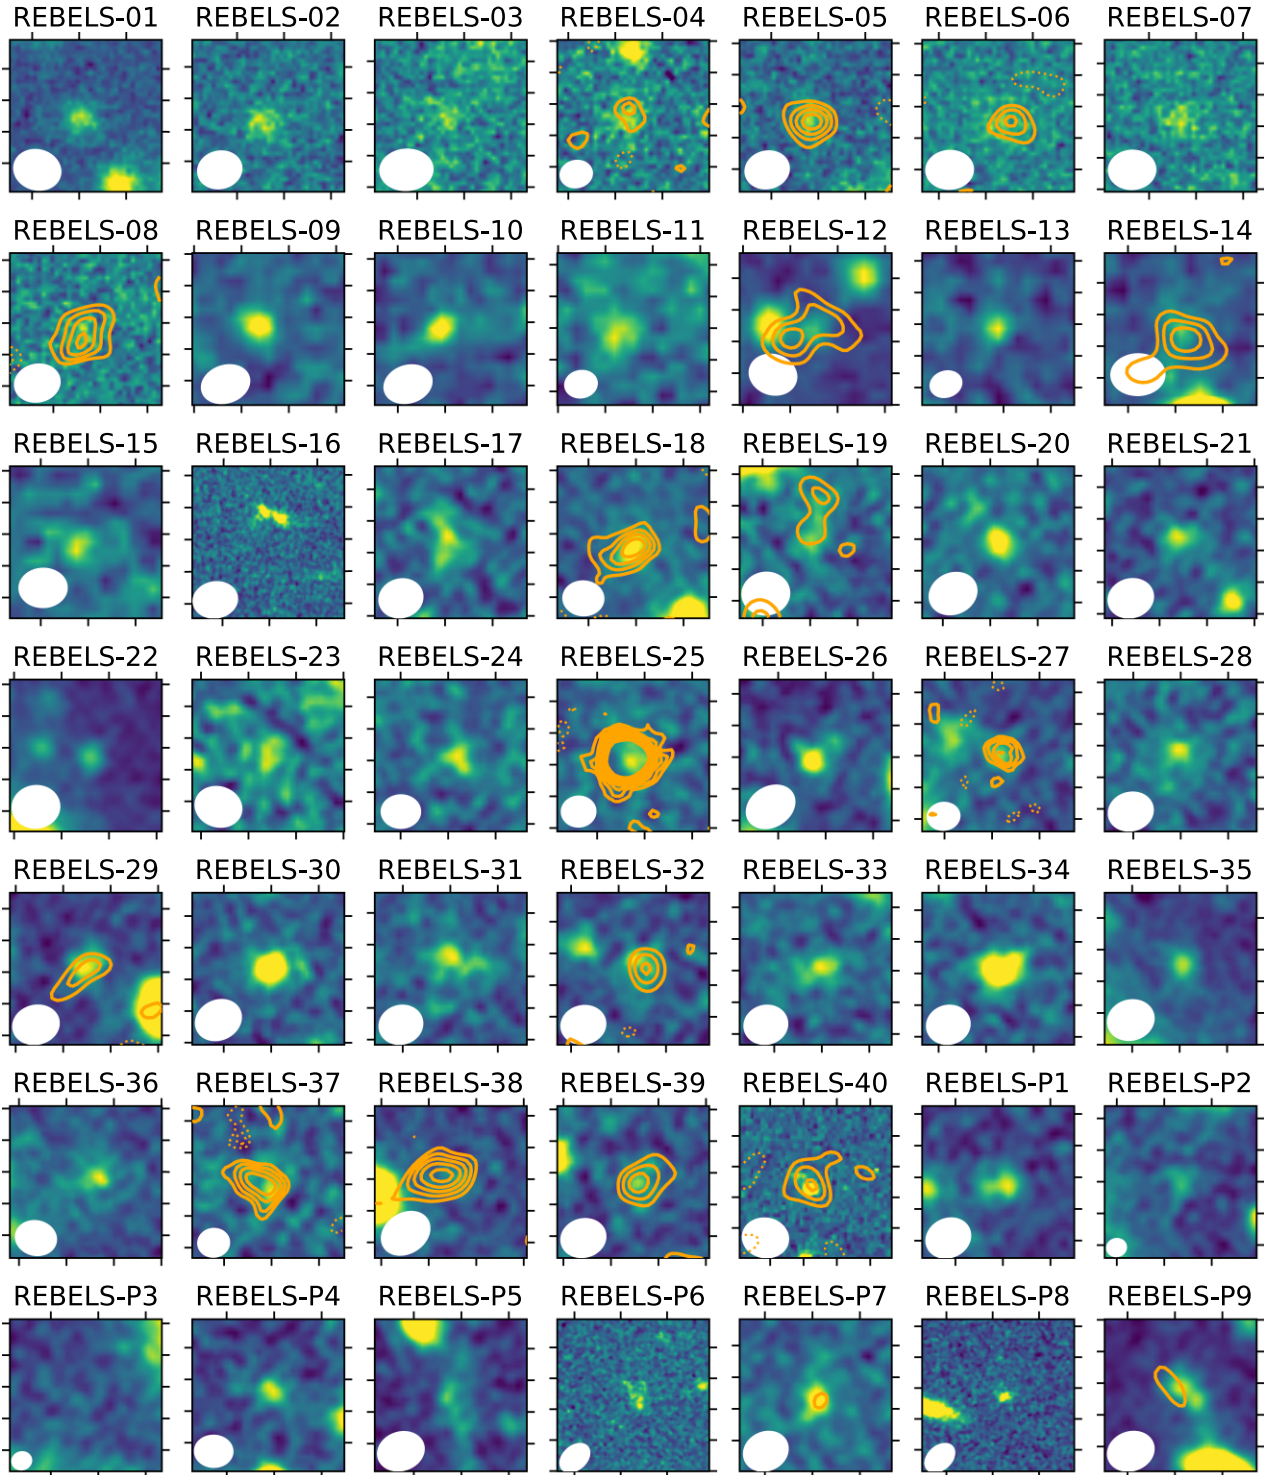 REBELS-01 REBELS-02 REBELS-03 REBELS-04 REBELS-05 REBELS-06 REBELS-07
REBELS-08 REBELS-09 REBELS-10 REBELS-11 REBELS-12 REBELS-13 REBELS-14
REBELS-15 REBELS-16 REBELS-17 REBELS-18 REBELS-19 REBELS-20 REBELS-21
REBELS-22 REBELS-23 REBELS-24 REBELS-25 REBELS-26 REBELS-27 REBELS-28
REBELS-29 REBELS-30 REBELS-31 REBELS-32 REBELS-33 REBELS-34 REBELS-35
REBELS-36 REBELS-37 REBELS-38 REBELS-39 REBELS-40 REBELS-P1 REBELS-P2
REBELS-P3 REBELS-P4 REBELS-P5 REBELS-P6 REBELS-P7 REBELS-P8 REBELS-P9